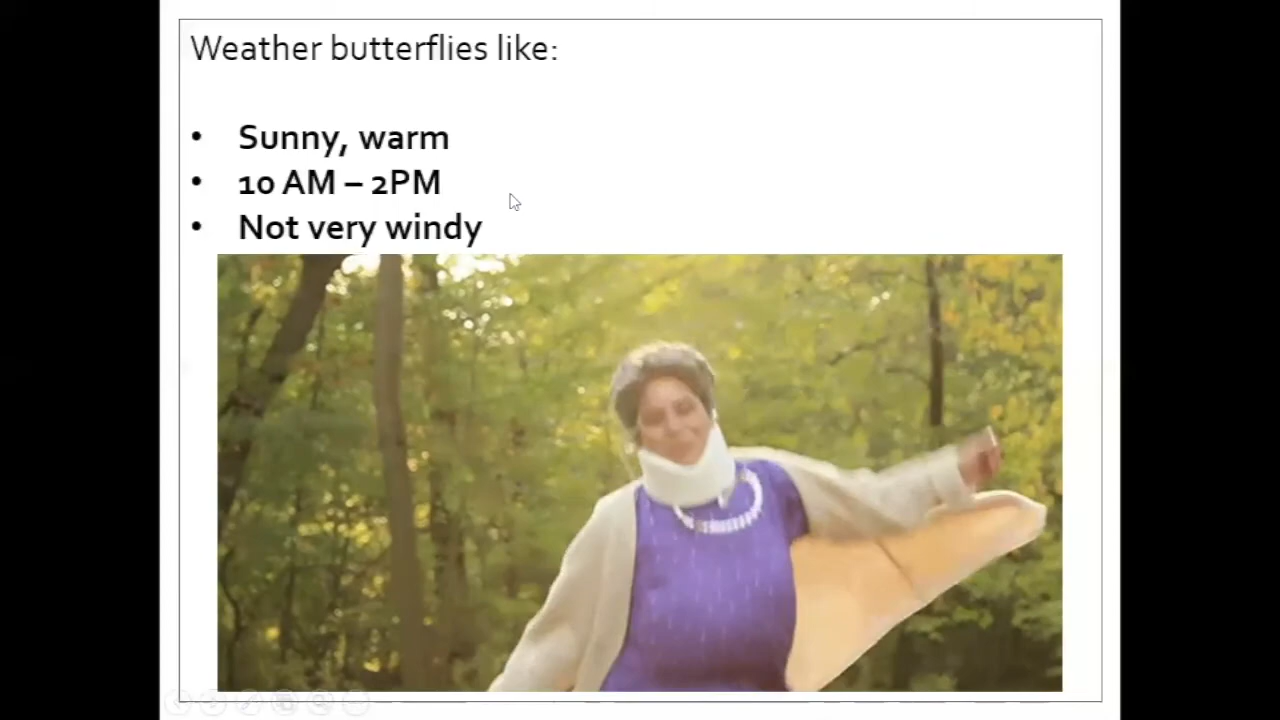 Weather butterflies like:
• Sunny, warm
• 10 AM – 2PM
• Not very windy